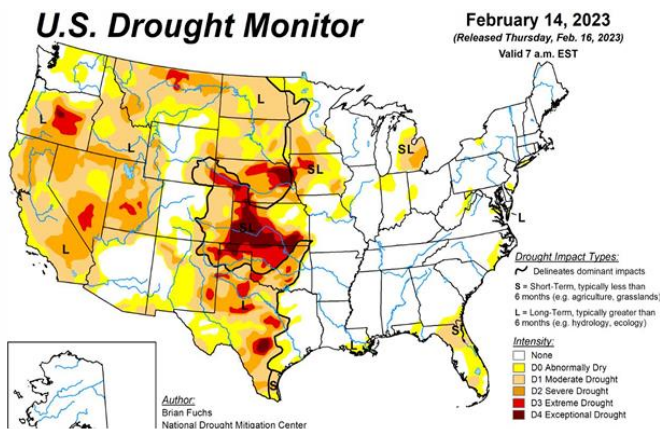 U.S. Drought Monitor
February 14, 2023
(Released Thursday, Feb. 16, 2023)
Valid 7 a.m. EST
L
L
L
SL
SL
L
SL
L
L
S
S
Drought Impact Types:
Delineates dominant impacts
S = Short-Term, typically less than
6 months (e.g. agriculture, grasslands)
L = Long-Term, typically greater than
6 months (e.g. hydrology, ecology)
Intensity:
None
D0 Abnormally Dry
D1 Moderate Drought
D2 Severe Drought
D3 Extreme Drought
D4 Exceptional Drought
Author:
Brian Fuchs
National Drought Mitigation Center